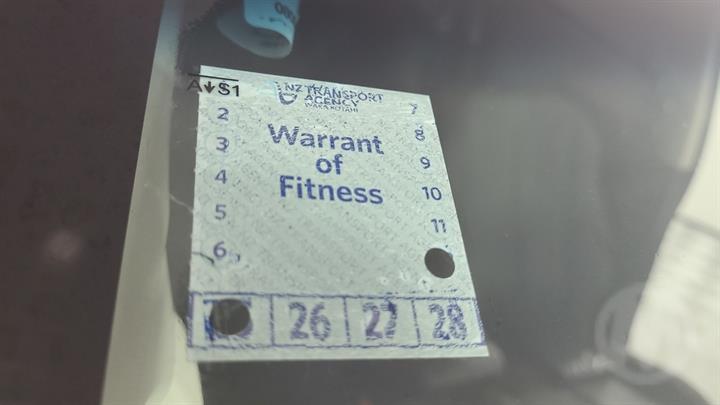 A↓S1
NZ TRANSPORT
AGENCY
WAKA KOTAHI
Warrant
of
Fitness
2
3
4
5
6
7
8
9
10
11
26 27 28